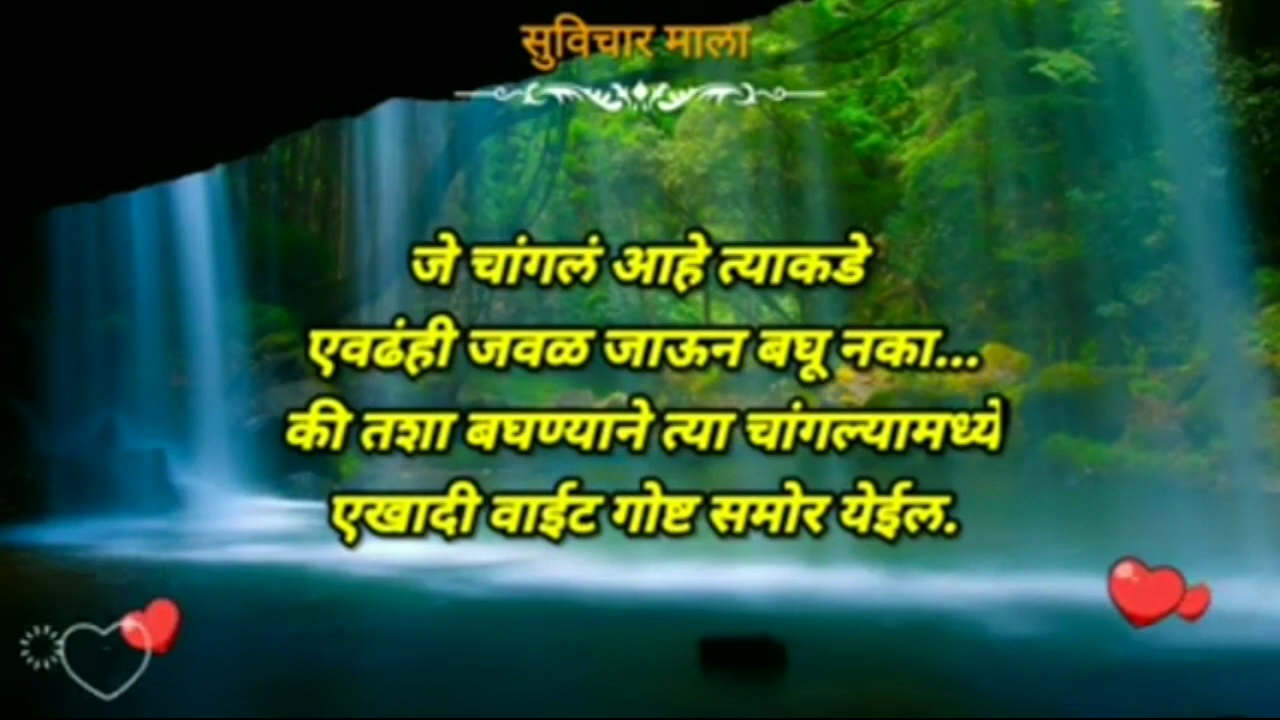 सुविचार माला
जे चांगलं आहे त्याकडे
एवढंही जवळ जाऊन बघू नका...
की तशा बघण्याने त्या चांगल्यामध्ये
एखादी वाईट गोष्ट समोर येईल.